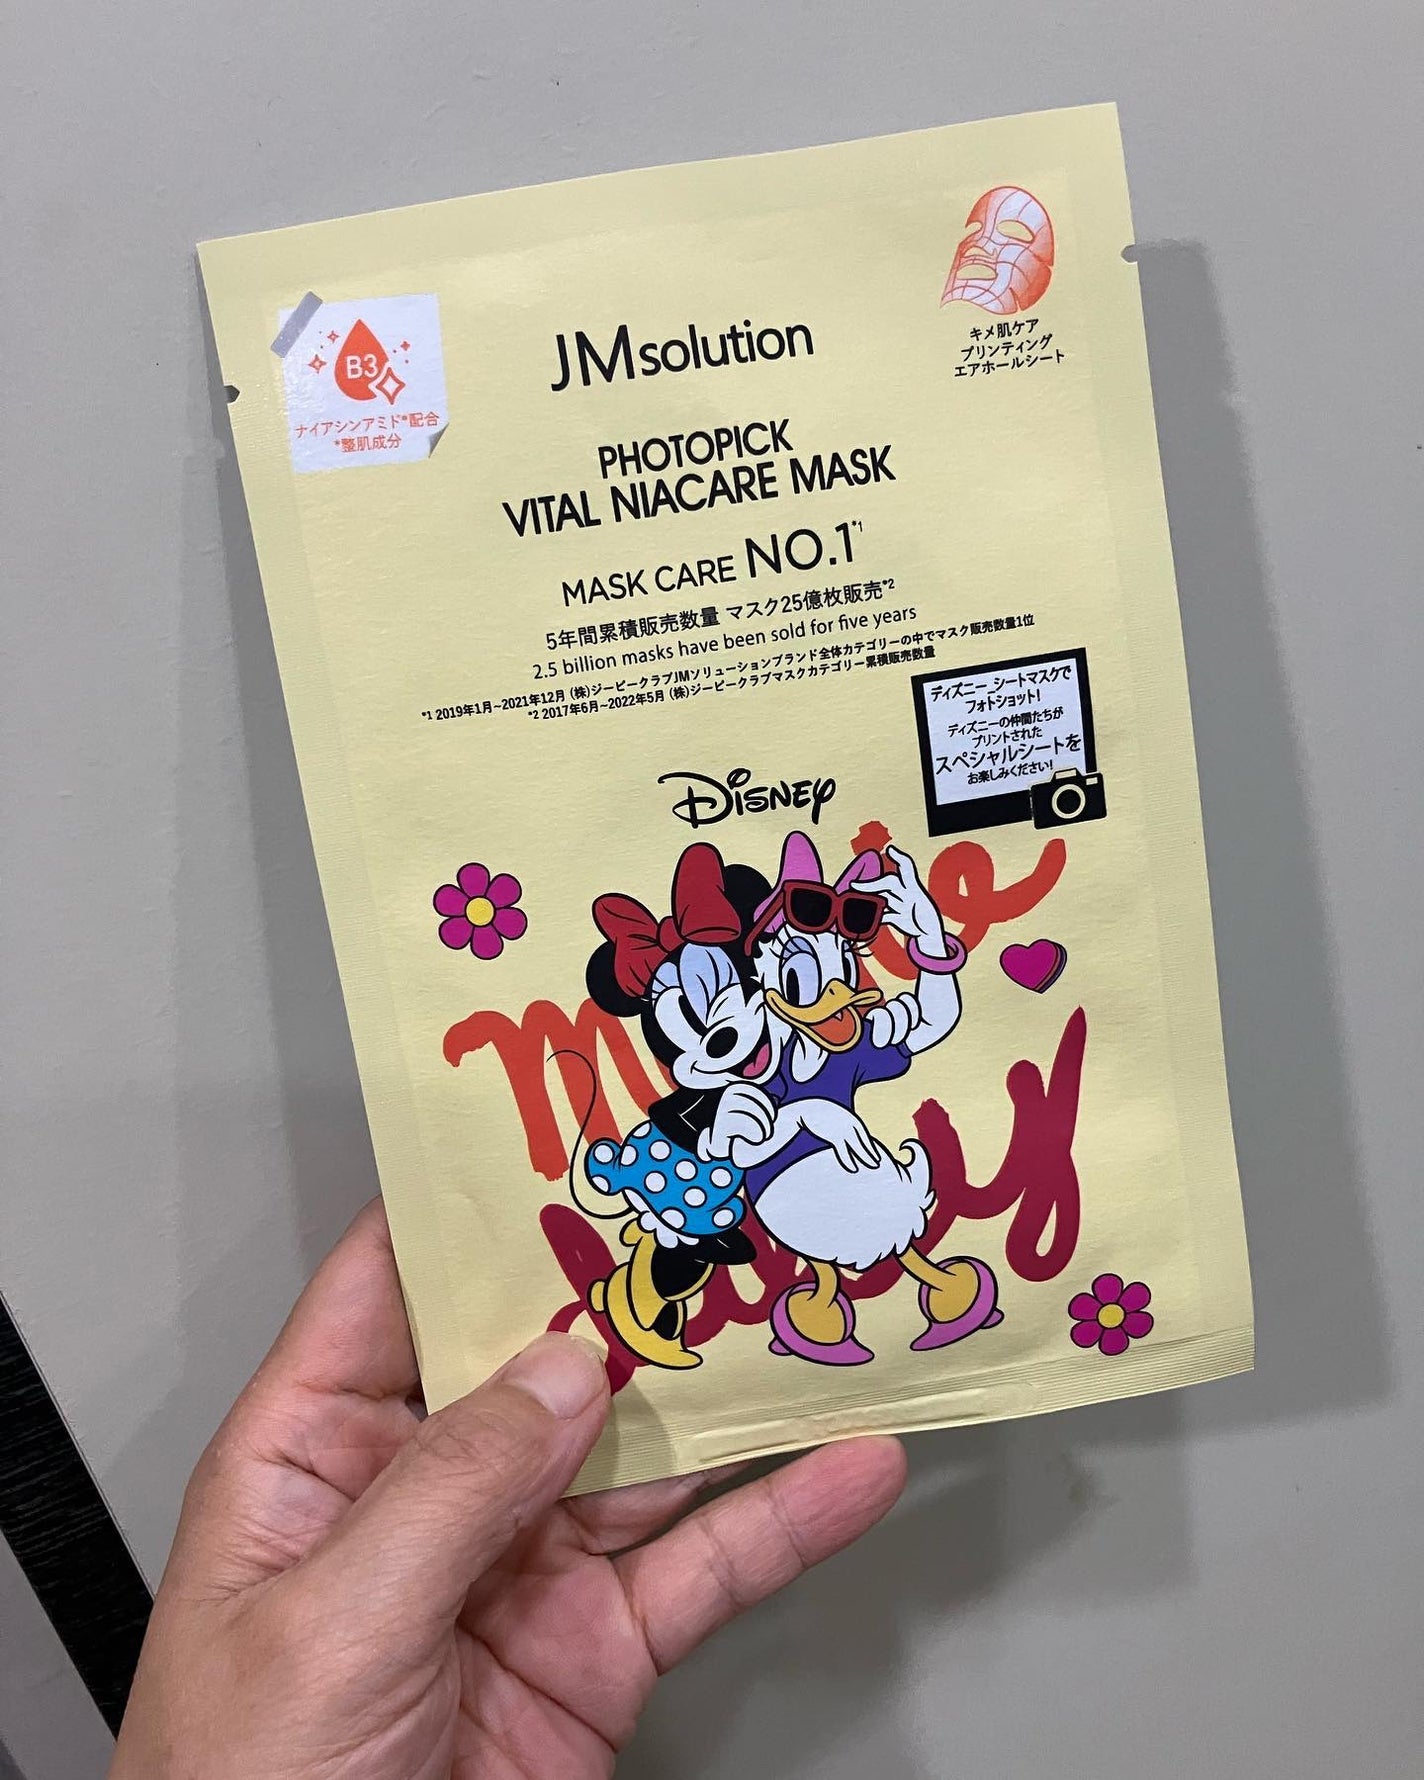 B3
ナイアシンアミド*配合
*整肌成分
キメ肌ケア
プリンティング
エアホールシート
JMsolution
PHOTOPICK
VITAL NIACARE MASK
MASK CARE NO.1*1
5年間累積販売数量 マスク25億枚販売*2
2.5 billion masks have been sold for five years
*1 2019年1月~2021年12月 (株)ジーピークラブJMソリューションブランド全体カテゴリーの中でマスク販売数量1位
*2 2017年6月~2022年5月 (株)ジーピークラブマスクカテゴリー累積販売数量
ディズニー_シートマスクで
フォトショット!
ディズニーの仲間たちが
プリントされた
スペシャルシートを
お楽しみください!
Disney